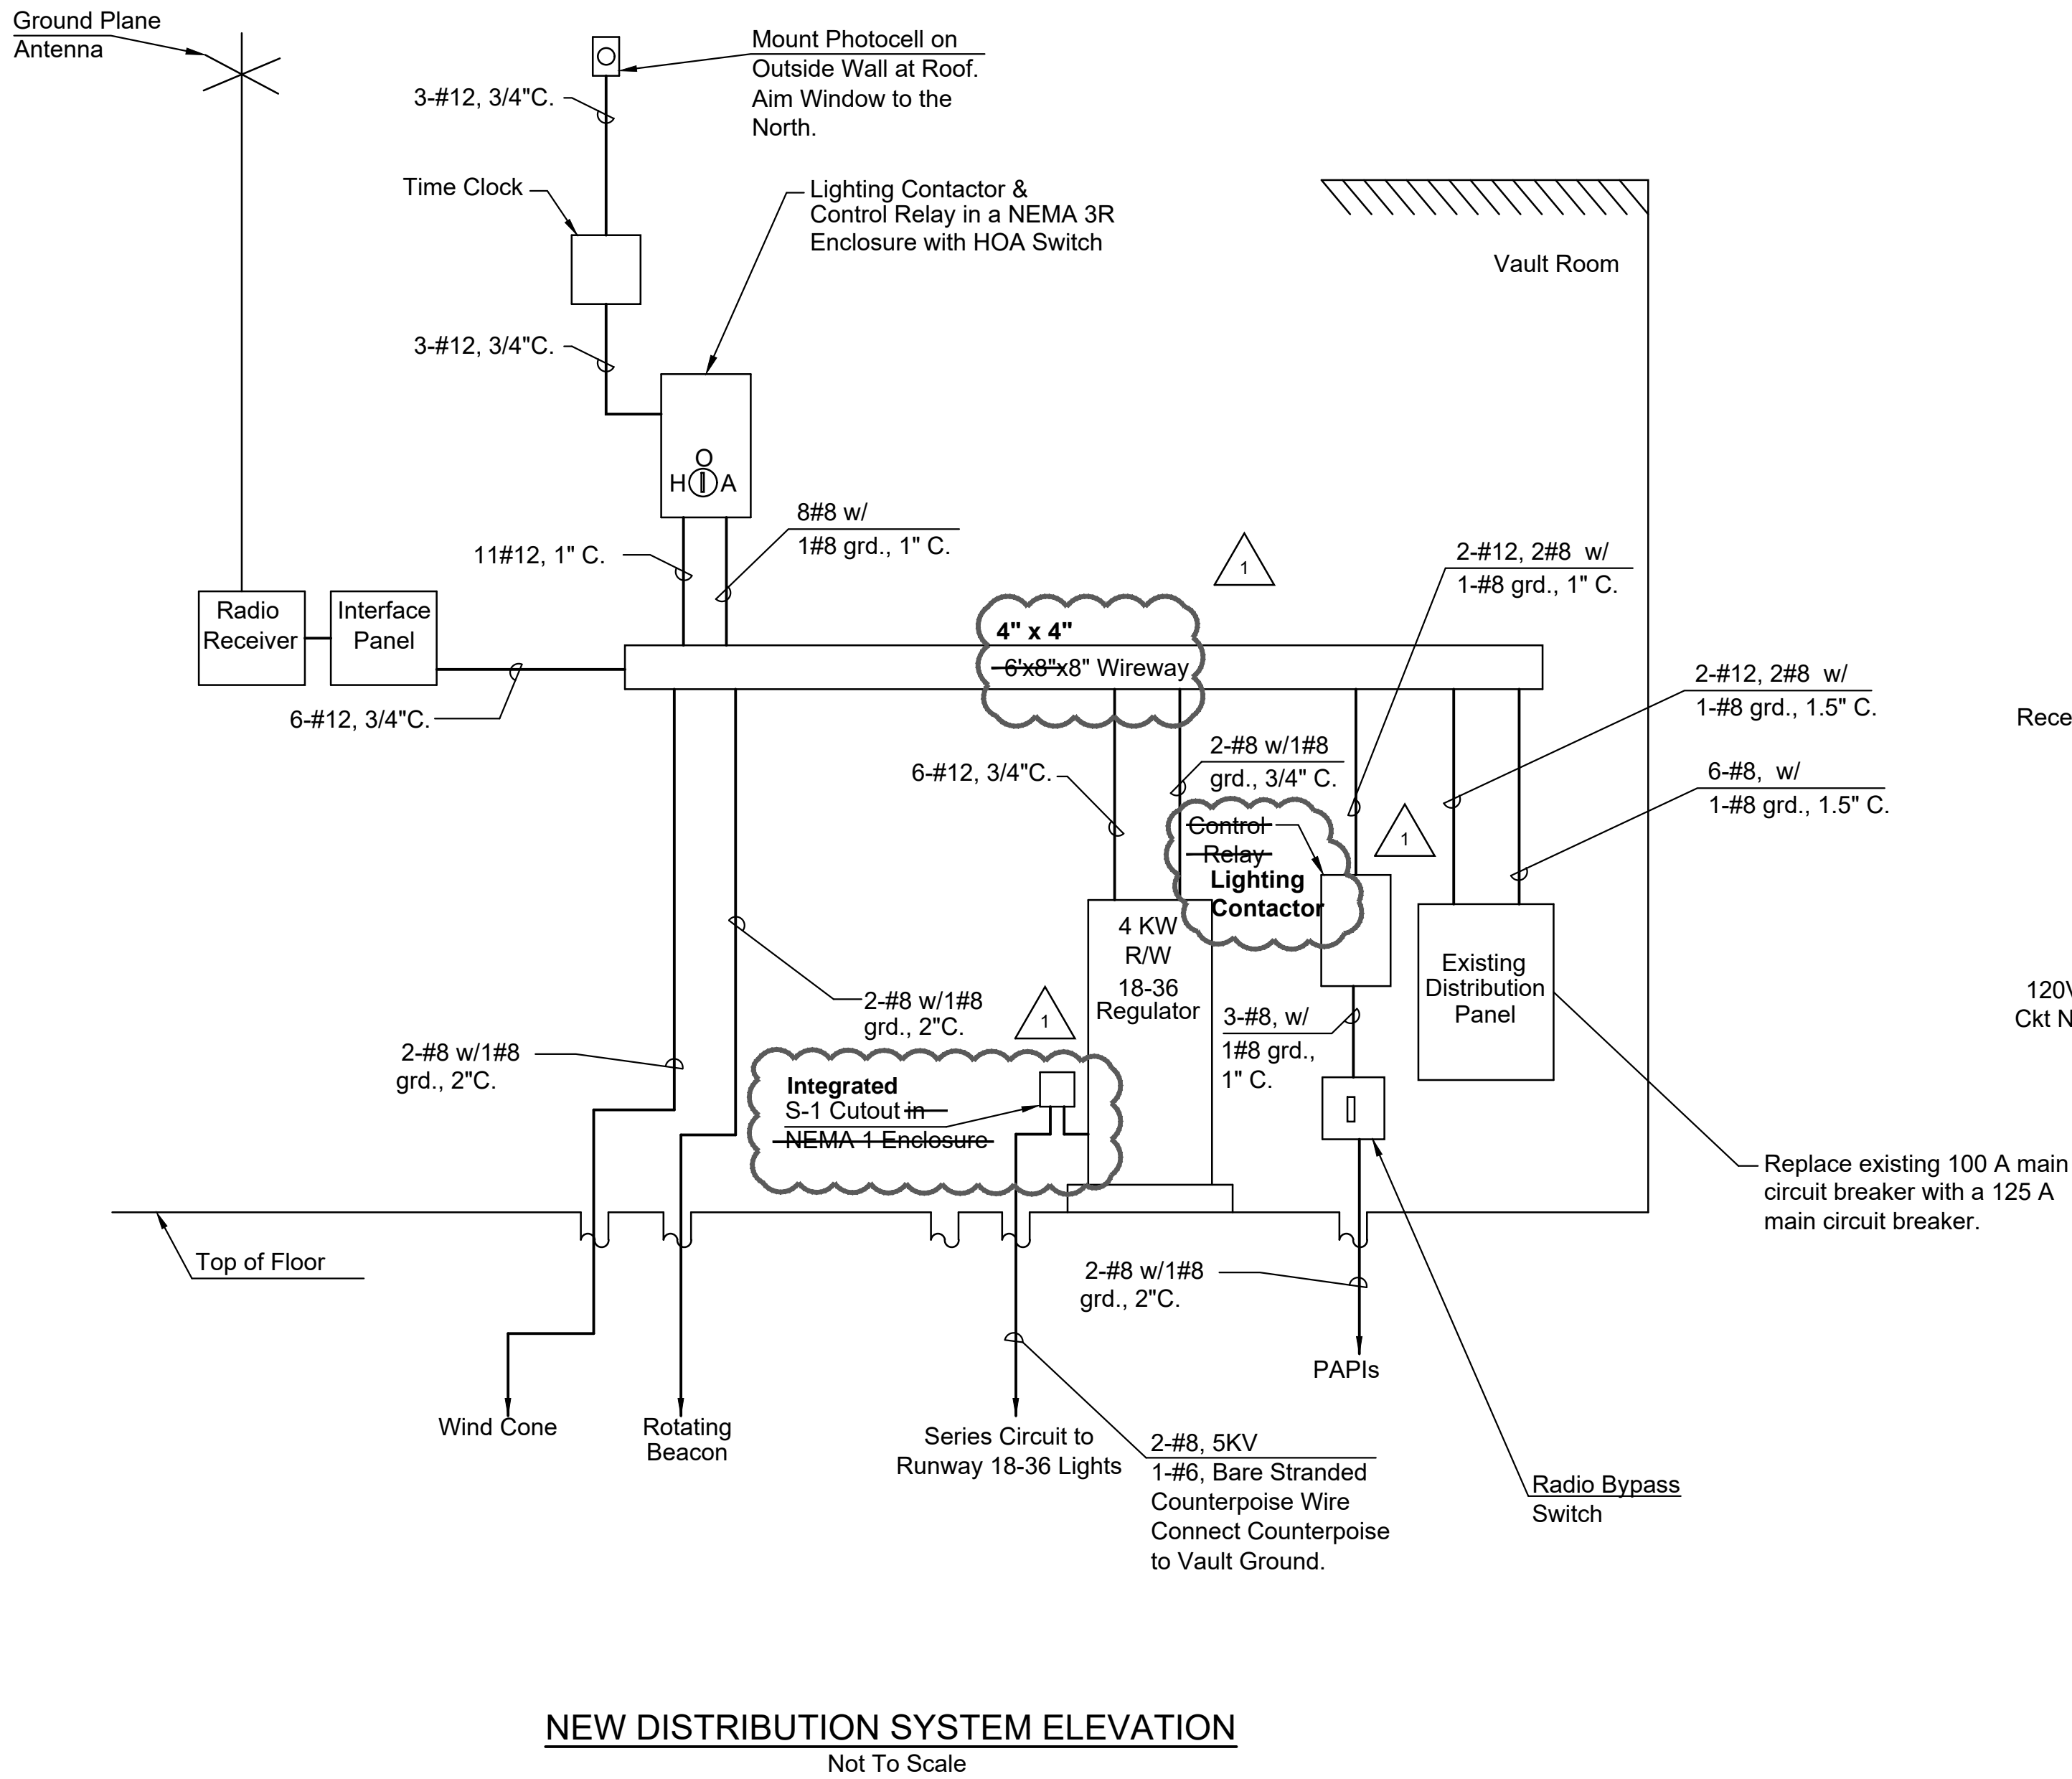 Ground Plane
Antenna
Mount Photocell on
Outside Wall at Roof.
Aim Window to the
North.
3-#12, 3/4"C.
Time Clock
Lighting Contactor &
Control Relay in a NEMA 3R
Enclosure with HOA Switch
Vault Room
3-#12, 3/4"C.
O
H A
8#8 w/
1#8 grd., 1" C.
11#12, 1" C.
1
2-#12, 2#8 w/
1-#8 grd., 1" C.
Radio
Receiver
Interface
Panel
4" x 4"
6'x8"x8" Wireway
6-#12, 3/4"C.
2-#12, 2#8 w/
1-#8 grd., 1.5" C.
Rece
6-#12, 3/4"C.
2-#8 w/1#8
grd., 3/4" C.
6-#8, w/
1-#8 grd., 1.5" C.
Control
Relay
Lighting
Contactor
1
4 KW
R/W
18-36
Regulator
Existing
Distribution
Panel
120V
Ckt N
2-#8 w/1#8
grd., 2"C.
1
3-#8, w/
1#8 grd.,
1" C.
2-#8 w/1#8
grd., 2"C.
Integrated
S-1 Cutout in
NEMA 1 Enclosure
Replace existing 100 A main
circuit breaker with a 125 A
main circuit breaker.
Top of Floor
2-#8 w/1#8
grd., 2"C.
PAPIs
Wind Cone
Rotating
Beacon
Series Circuit to
Runway 18-36 Lights
2-#8, 5KV
1-#6, Bare Stranded
Counterpoise Wire
Connect Counterpoise
to Vault Ground.
Radio Bypass
Switch
NEW DISTRIBUTION SYSTEM ELEVATION
Not To Scale